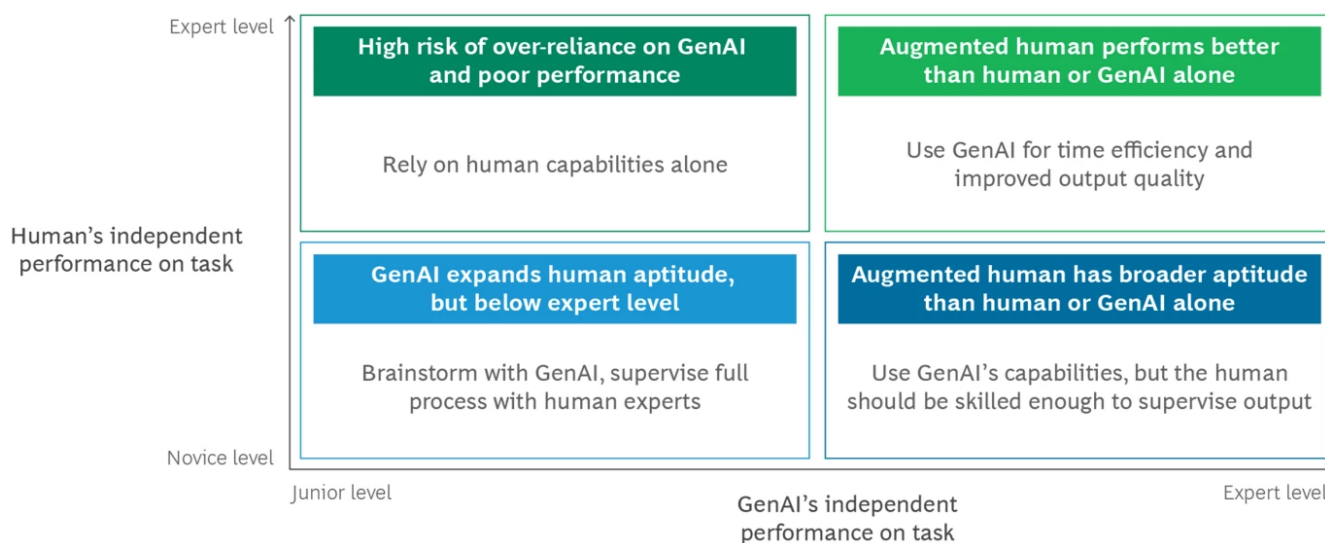 Expert level
High risk of over-reliance on GenAI
and poor performance
Rely on human capabilities alone
Augmented human performs better
than human or GenAI alone
Use GenAI for time efficiency and
improved output quality
Human’s independent
performance on task
GenAI expands human aptitude,
but below expert level
Brainstorm with GenAI, supervise full
process with human experts
Augmented human has broader aptitude
than human or GenAI alone
Use GenAI’s capabilities, but the human
should be skilled enough to supervise output
Novice level
Junior level
GenAI’s independent
performance on task
Expert level